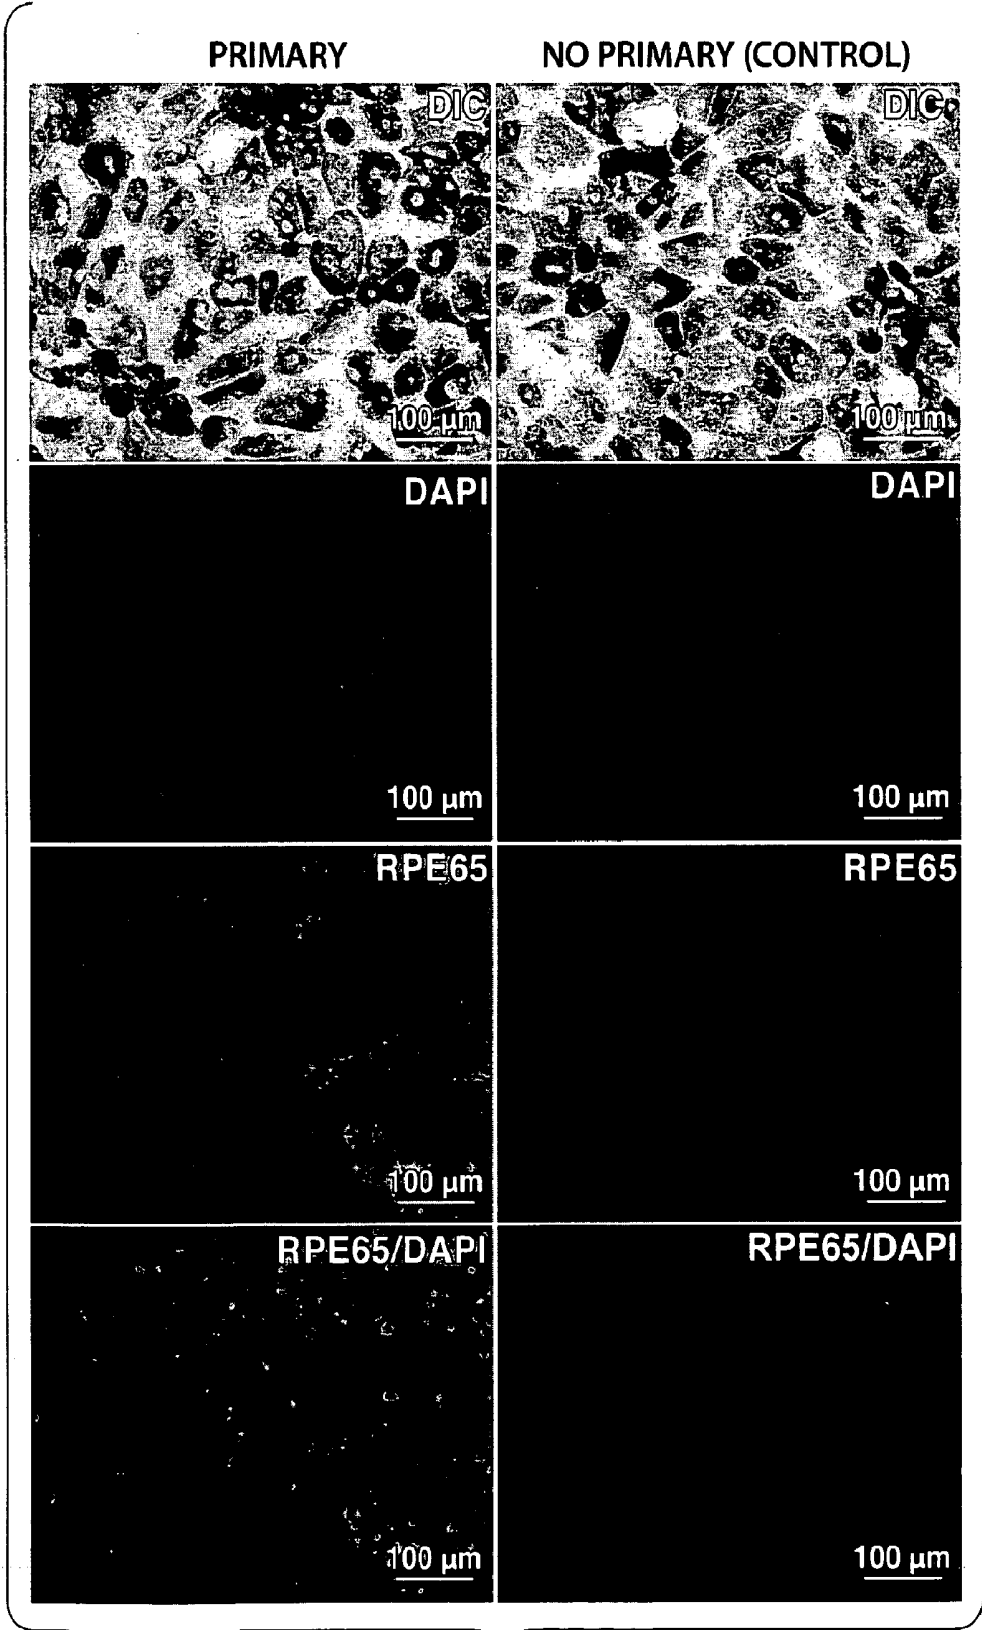 PRIMARY NO PRIMARY (CONTROL)
DIC DIC
100 µm 100 µm
DAPI DAPI
100 µm 100 µm
RPE65 RPE65
100 µm 100 µm
RPE65/DAPI RPE65/DAPI
100 µm 100 µm